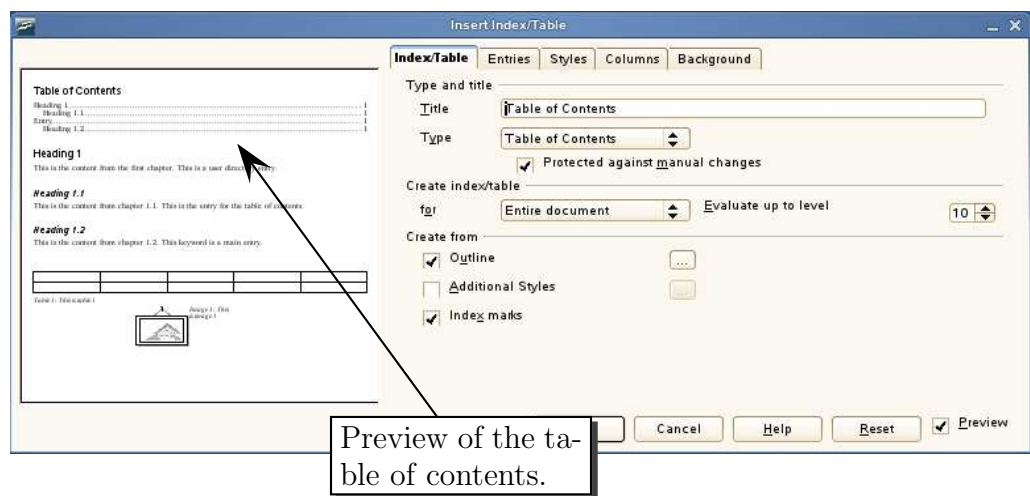 Insert Index/Table
Index/Table Entries Styles Columns Background
Table of Contents
Heading 1 1
Heading 1.1 1
Entry 1
Heading 1.2 1
Heading 1
This is the content from the first chapter. This is a user directory entry.
Heading 1.1
This is the content from chapter 1.1. This is the entry for the table of contents.
Heading 1.2
This is the content from chapter 1.2. This keyword is a main entry.
Type and title
Title Table of Contents
Type Table of Contents
Protected against manual changes
Create index/table
for Entire document Evaluate up to level 10
Create from
Outline ...
Additional Styles ...
Index marks
Cancel Help Reset Preview
Preview of the ta-
ble of contents.